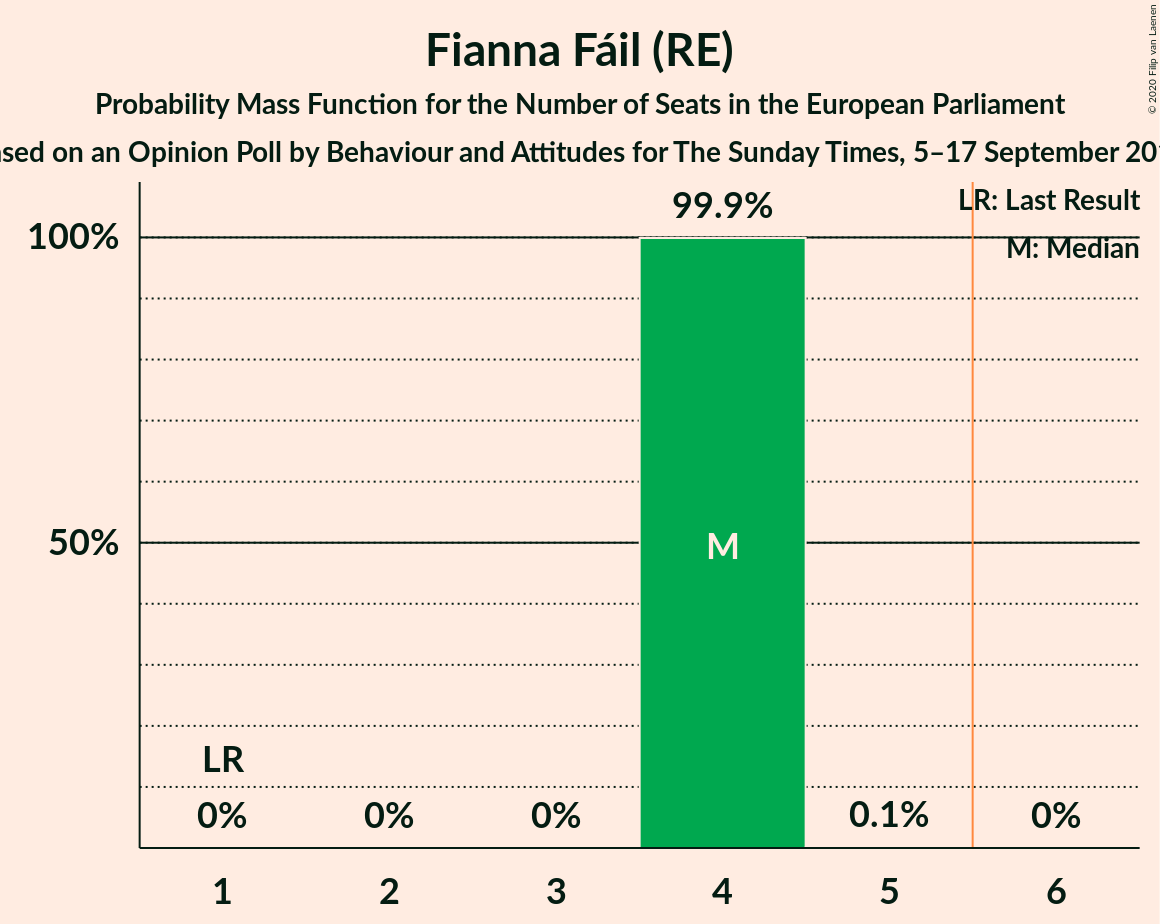 Fianna Fáil (RE)
Probability Mass Function for the Number of Seats in the European Parliament
on an Opinion Poll by Behaviour and Attitudes for The Sunday Times, 5–17 September
© 2020 Filip van Laenen
99.9%
LR: Last Result
M: Median
100%
50%
M
LR
0%
0%
0%
0.1%
0%
1
2
3
4
5
6